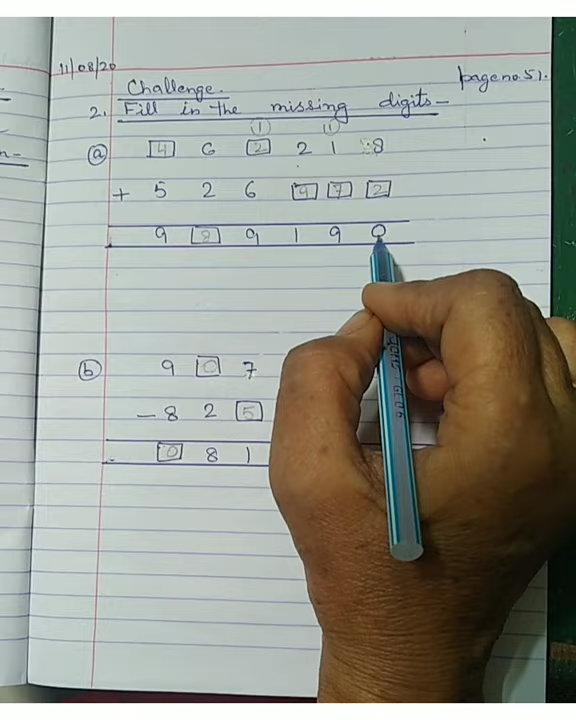 11/08/20
Challenge.
page no 51.
2. Fill in the missing digits-
① ①
ⓐ 4 6 2 2 1 8
+ 5 2 6 9 7 2
9 8 9 1 9 0
ⓑ 9 0 7
- 8 2 5
0 8 1